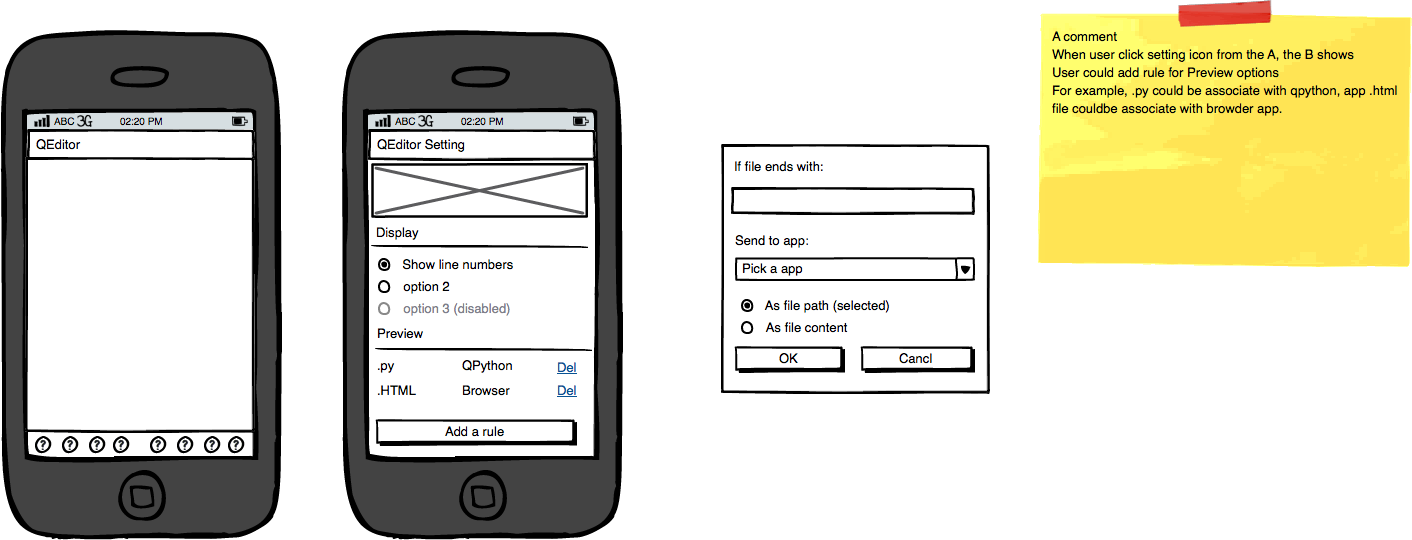 ABC 3G 02:20 PM
QEditor
? ? ? ? ? ? ? ?
ABC 3G 02:20 PM
QEditor Setting
Display
Show line numbers
option 2
option 3 (disabled)
Preview
.py QPython Del
.HTML Browser Del
Add a rule
If file ends with:
Send to app:
Pick a app
As file path (selected)
As file content
OK Cancl
A comment
When user click setting icon from the A, the B shows
User could add rule for Preview options
For example, .py could be associate with qpython, app .html
file couldbe associate with browder app.